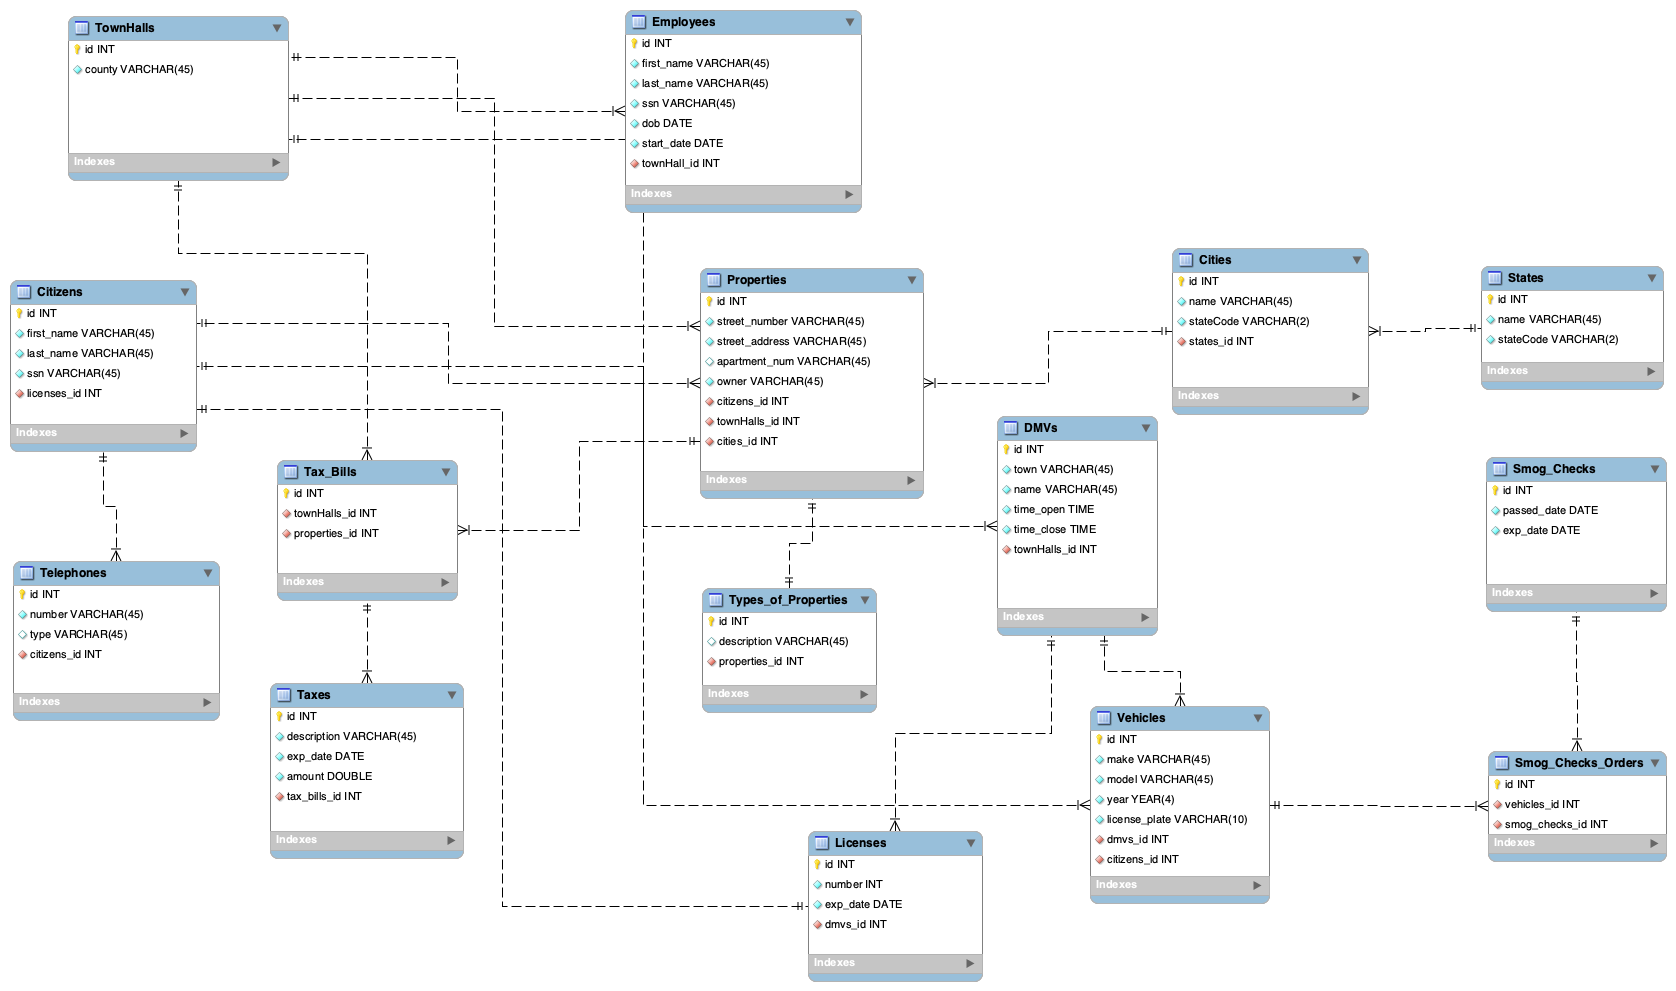 TownHalls
id INT
county VARCHAR(45)
Indexes
Employees
id INT
first_name VARCHAR(45)
last_name VARCHAR(45)
ssn VARCHAR(45)
dob DATE
start_date DATE
townHall_id INT
Indexes
Citizens
id INT
first_name VARCHAR(45)
last_name VARCHAR(45)
ssn VARCHAR(45)
licenses_id INT
Indexes
Properties
id INT
street_number VARCHAR(45)
street_address VARCHAR(45)
apartment_num VARCHAR(45)
owner VARCHAR(45)
citizens_id INT
townHalls_id INT
cities_id INT
Indexes
Cities
id INT
name VARCHAR(45)
stateCode VARCHAR(2)
states_id INT
Indexes
States
id INT
name VARCHAR(45)
stateCode VARCHAR(2)
Indexes
Tax_Bills
id INT
townHalls_id INT
properties_id INT
Indexes
DMVs
id INT
town VARCHAR(45)
name VARCHAR(45)
time_open TIME
time_close TIME
townHalls_id INT
Indexes
Smog_Checks
id INT
passed_date DATE
exp_date DATE
Indexes
Telephones
id INT
number VARCHAR(45)
type VARCHAR(45)
citizens_id INT
Indexes
Types_of_Properties
id INT
description VARCHAR(45)
properties_id INT
Indexes
Taxes
id INT
description VARCHAR(45)
exp_date DATE
amount DOUBLE
tax_bills_id INT
Indexes
Vehicles
id INT
make VARCHAR(45)
model VARCHAR(45)
year YEAR(4)
license_plate VARCHAR(10)
dmvs_id INT
citizens_id INT
Indexes
Smog_Checks_Orders
id INT
vehicles_id INT
smog_checks_id INT
Indexes
Licenses
id INT
number INT
exp_date DATE
dmvs_id INT
Indexes